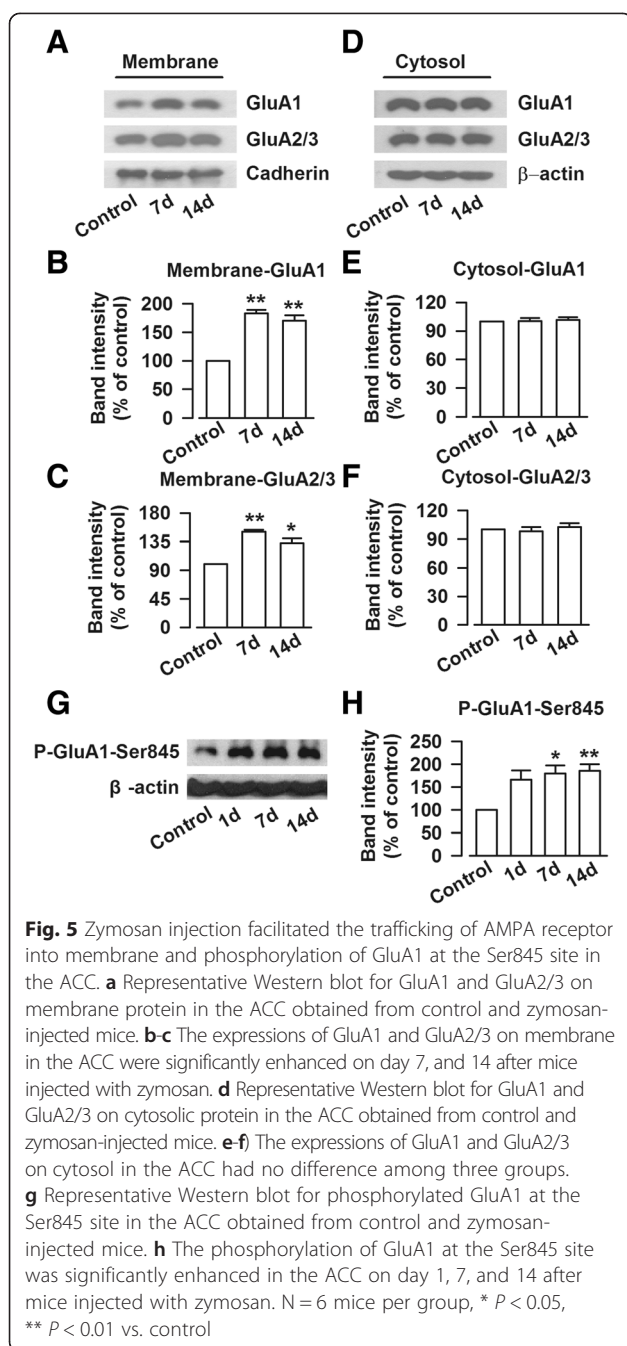 A
Membrane
GluA1
GluA2/3
Cadherin
Control
7d
14d
D
Cytosol
GluA1
GluA2/3
β–actin
Control
7d
14d
B
Membrane-GluA1
Band intensity
(% of control)
200
150
100
50
0
**
**
Control
7d
14d
E
Cytosol-GluA1
Band intensity
(% of control)
120
90
60
30
0
Control
7d
14d
C
Membrane-GluA2/3
Band intensity
(% of control)
180
135
90
45
0
**
*
Control
7d
14d
F
Cytosol-GluA2/3
Band intensity
(% of control)
120
90
60
30
0
Control
7d
14d
G
P-GluA1-Ser845
β -actin
Control
1d
7d
14d
H
P-GluA1-Ser845
Band intensity
(% of control)
250
200
150
100
50
0
*
**
Control
1d
7d
14d
Fig. 5 Zymosan injection facilitated the trafficking of AMPA receptor
into membrane and phosphorylation of GluA1 at the Ser845 site in
the ACC. a Representative Western blot for GluA1 and GluA2/3 on
membrane protein in the ACC obtained from control and zymosan-
injected mice. b-c The expressions of GluA1 and GluA2/3 on membrane
in the ACC were significantly enhanced on day 7, and 14 after mice
injected with zymosan. d Representative Western blot for GluA1 and
GluA2/3 on cytosolic protein in the ACC obtained from control and
zymosan-injected mice. e-f) The expressions of GluA1 and GluA2/3
on cytosol in the ACC had no difference among three groups.
g Representative Western blot for phosphorylated GluA1 at the
Ser845 site in the ACC obtained from control and zymosan-
injected mice. h The phosphorylation of GluA1 at the Ser845 site
was significantly enhanced in the ACC on day 1, 7, and 14 after
mice injected with zymosan. N = 6 mice per group, * P < 0.05,
** P < 0.01 vs. control